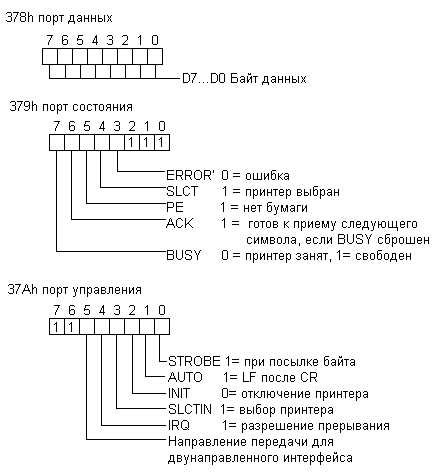 378h порт данных
7 6 5 4 3 2 1 0
D7...D0 Байт данных
379h порт состояния
7 6 5 4 3 2 1 0
1 1 1
ERROR' 0 = ошибка
SLCT 1 = принтер выбран
PE 1 = нет бумаги
ACK 1 = готов к приему следующего
символа, если BUSY сброшен
BUSY 0 = принтер занят, 1= свободен
37Ah порт управления
7 6 5 4 3 2 1 0
1 1
STROBE 1= при посылке байта
AUTO 1= LF после CR
INIT 0= отключение принтера
SLCTIN 1= выбор принтера
IRQ 1= разрешение прерывания
Направление передачи для
двунаправленного интерфейса